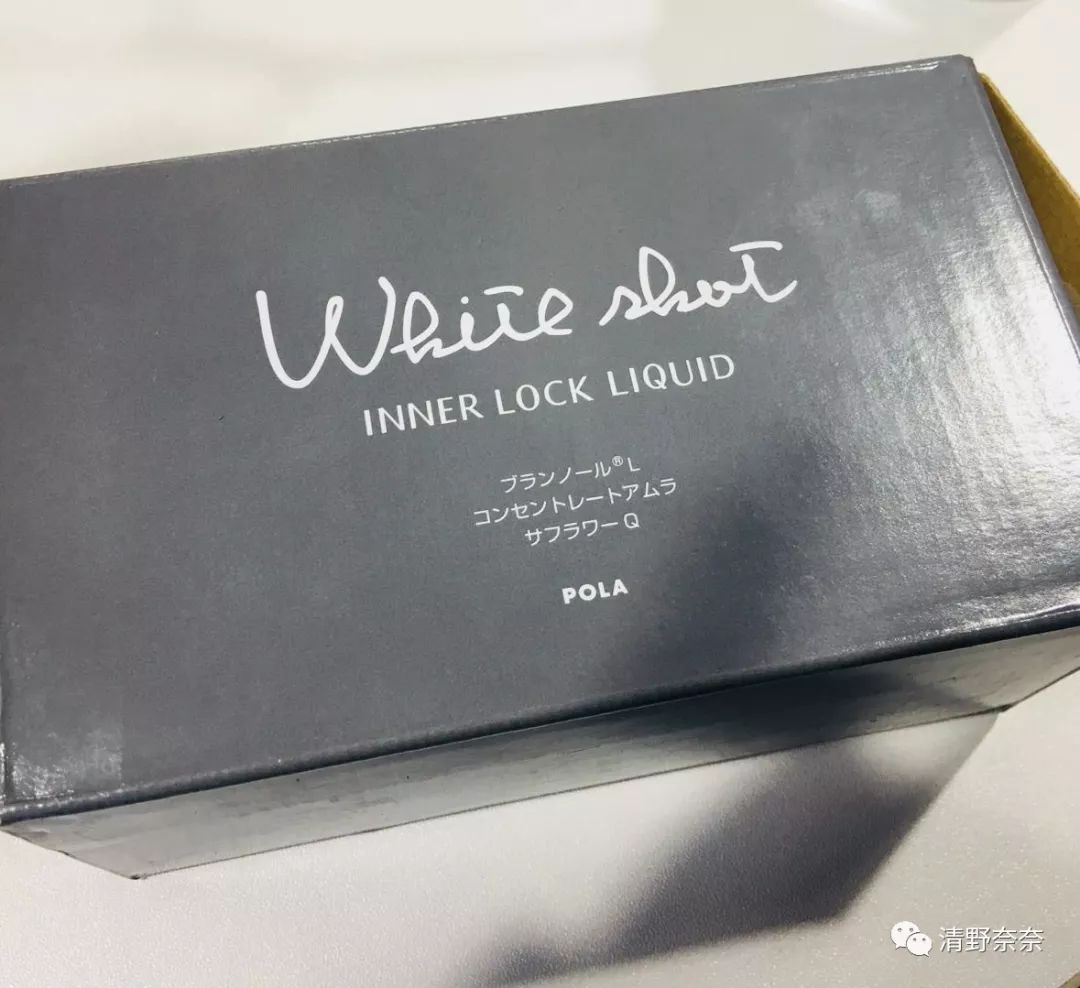 White shot
INNER LOCK LIQUID
ブランノール®L
コンセントレートアムラ
サフラワーQ
POLA
清野奈奈